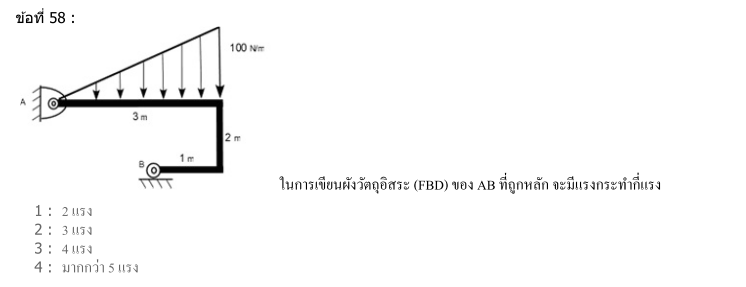 ข้อที่ 58 :
100 N/m
A
3 m
2 m
B
1 m
ในการเขียนผังวัตถุอิสระ (FBD) ของ AB ที่ถูกหลัก จะมีแรงกระทำกี่แรง
1 : 2 แรง
2 : 3 แรง
3 : 4 แรง
4 : มากกว่า 5 แรง